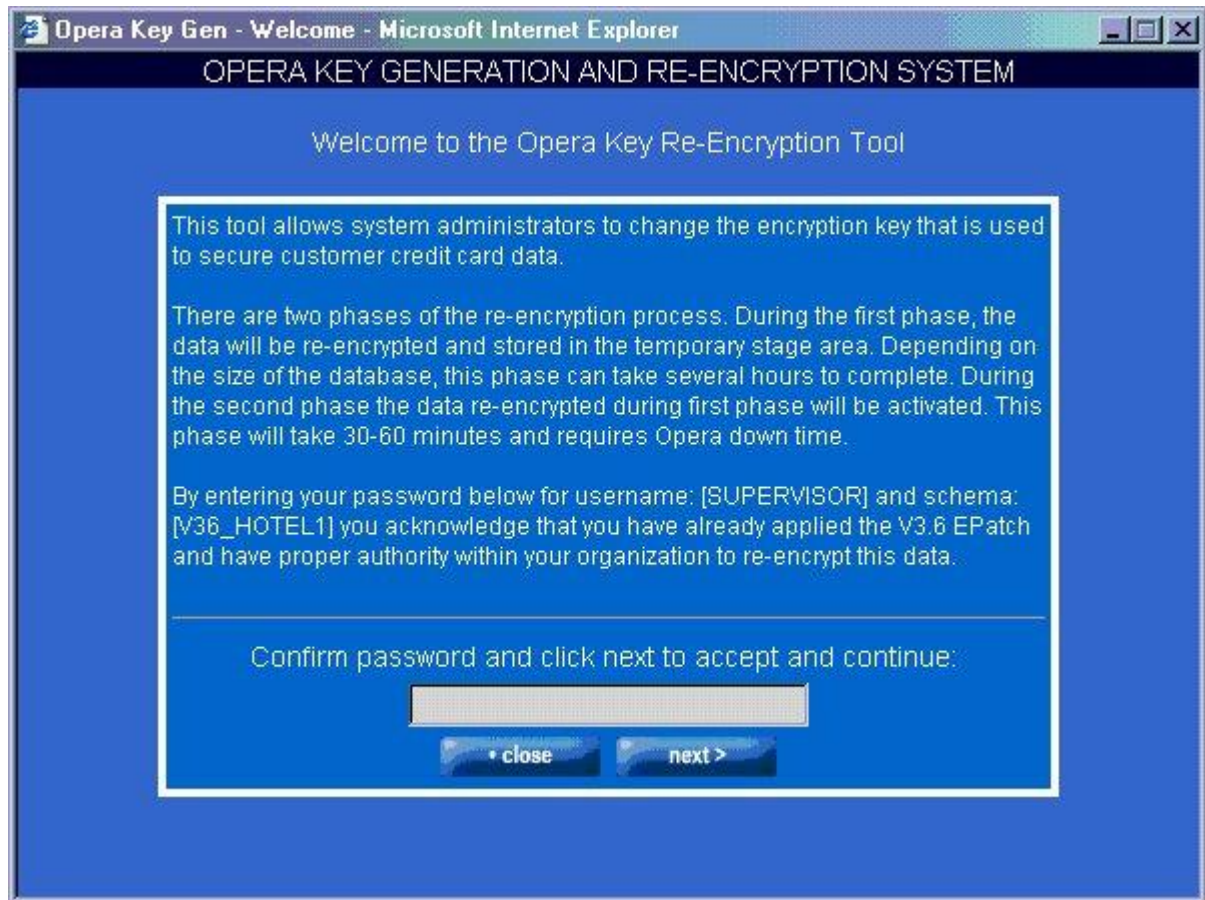 Opera Key Gen - Welcome - Microsoft Internet Explorer
OPERA KEY GENERATION AND RE-ENCRYPTION SYSTEM
Welcome to the Opera Key Re-Encryption Tool
This tool allows system administrators to change the encryption key that is used
to secure customer credit card data.
There are two phases of the re-encryption process. During the first phase, the
data will be re-encrypted and stored in the temporary stage area. Depending on
the size of the database, this phase can take several hours to complete. During
the second phase the data re-encrypted during first phase will be activated. This
phase will take 30-60 minutes and requires Opera down time.
By entering your password below for username: [SUPERVISOR] and schema:
[V36_HOTEL1] you acknowledge that you have already applied the V3.6 EPatch
and have proper authority within your organization to re-encrypt this data.
Confirm password and click next to accept and continue:
• close next >